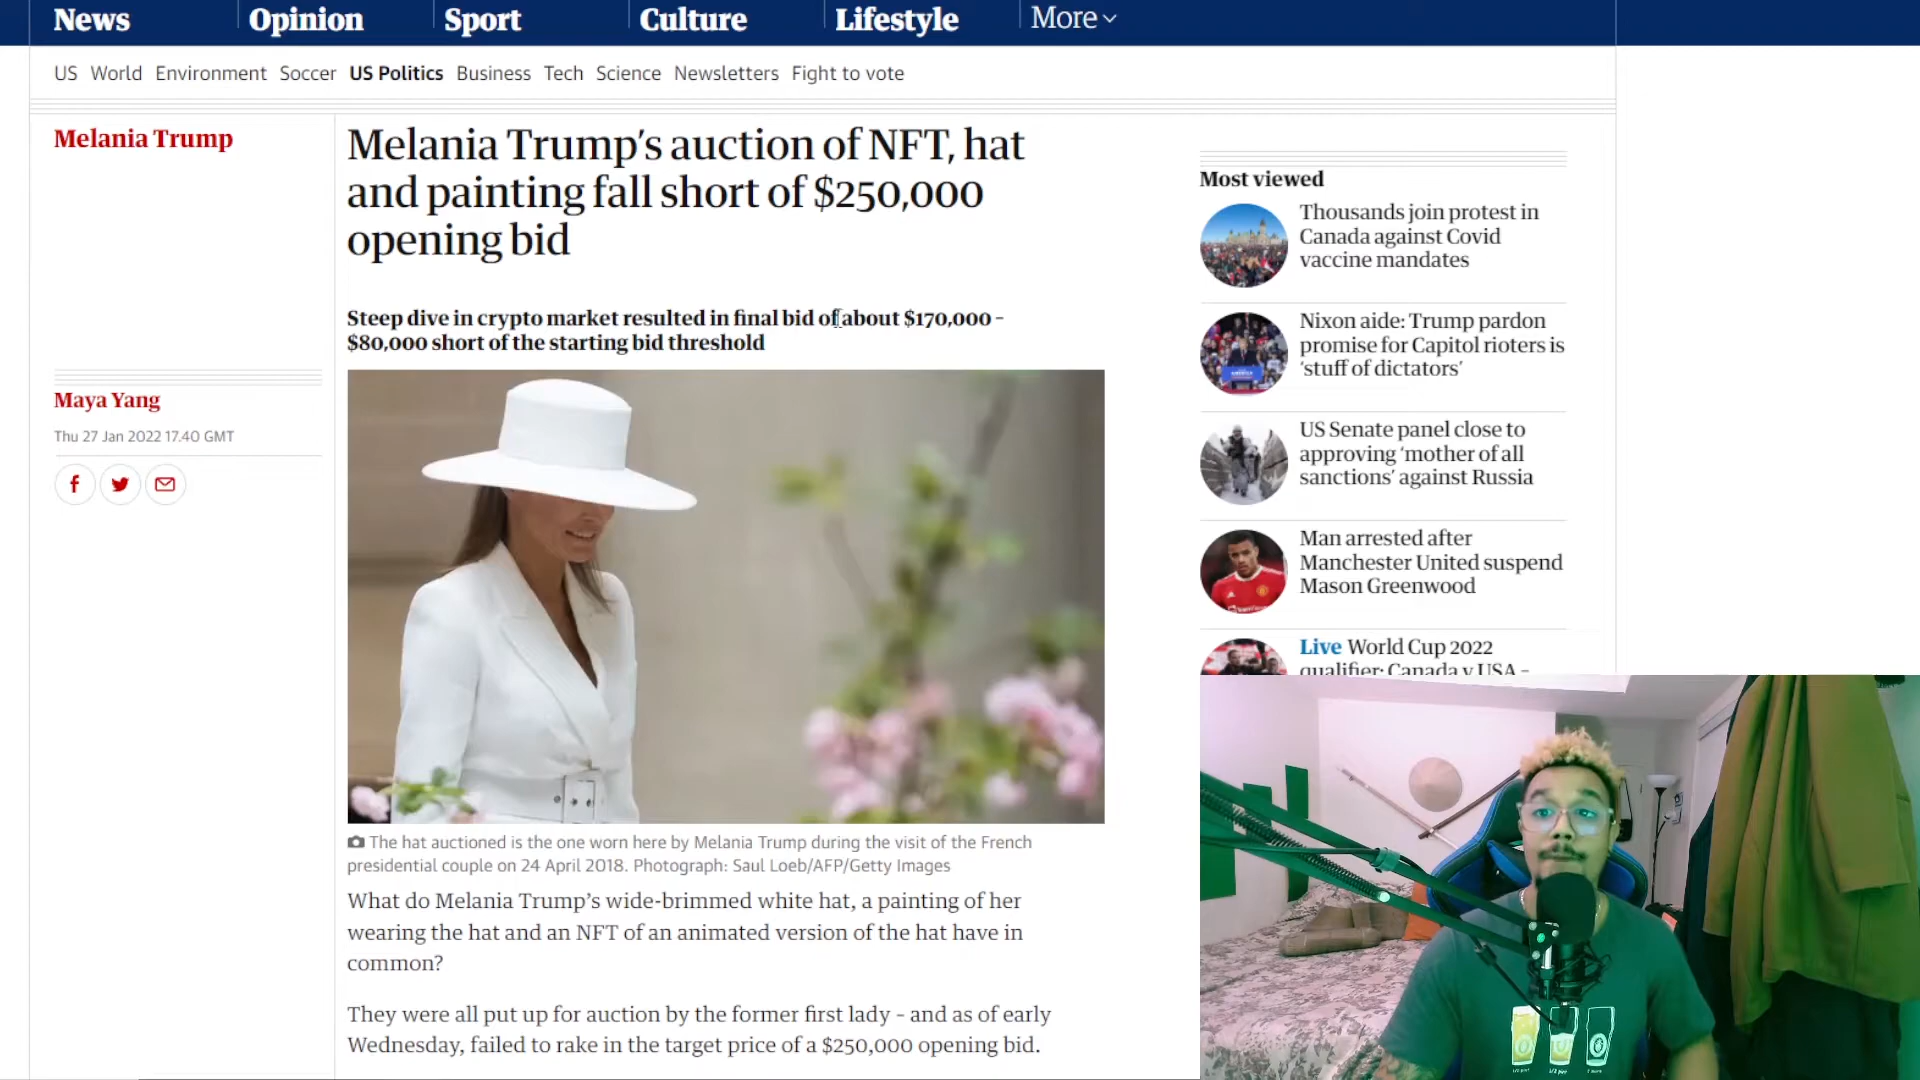 News
Opinion
Sport
Culture
Lifestyle
More
US World Environment Soccer US Politics Business Tech Science Newsletters Fight to vote
Melania Trump
Melania Trump’s auction of NFT, hat
and painting fall short of $250,000
opening bid
Steep dive in crypto market resulted in final bid of about $170,000 –
$80,000 short of the starting bid threshold
Maya Yang
Thu 27 Jan 2022 17.40 GMT
The hat auctioned is the one worn here by Melania Trump during the visit of the French
presidential couple on 24 April 2018. Photograph: Saul Loeb/AFP/Getty Images
What do Melania Trump’s wide-brimmed white hat, a painting of her
wearing the hat and an NFT of an animated version of the hat have in
common?
They were all put up for auction by the former first lady – and as of early
Wednesday, failed to rake in the target price of a $250,000 opening bid.
Most viewed
Thousands join protest in
Canada against Covid
vaccine mandates
Nixon aide: Trump pardon
promise for Capitol rioters is
‘stuff of dictators’
US Senate panel close to
approving ‘mother of all
sanctions’ against Russia
Man arrested after
Manchester United suspend
Mason Greenwood
Live World Cup 2022
qualifier: Canada v USA –